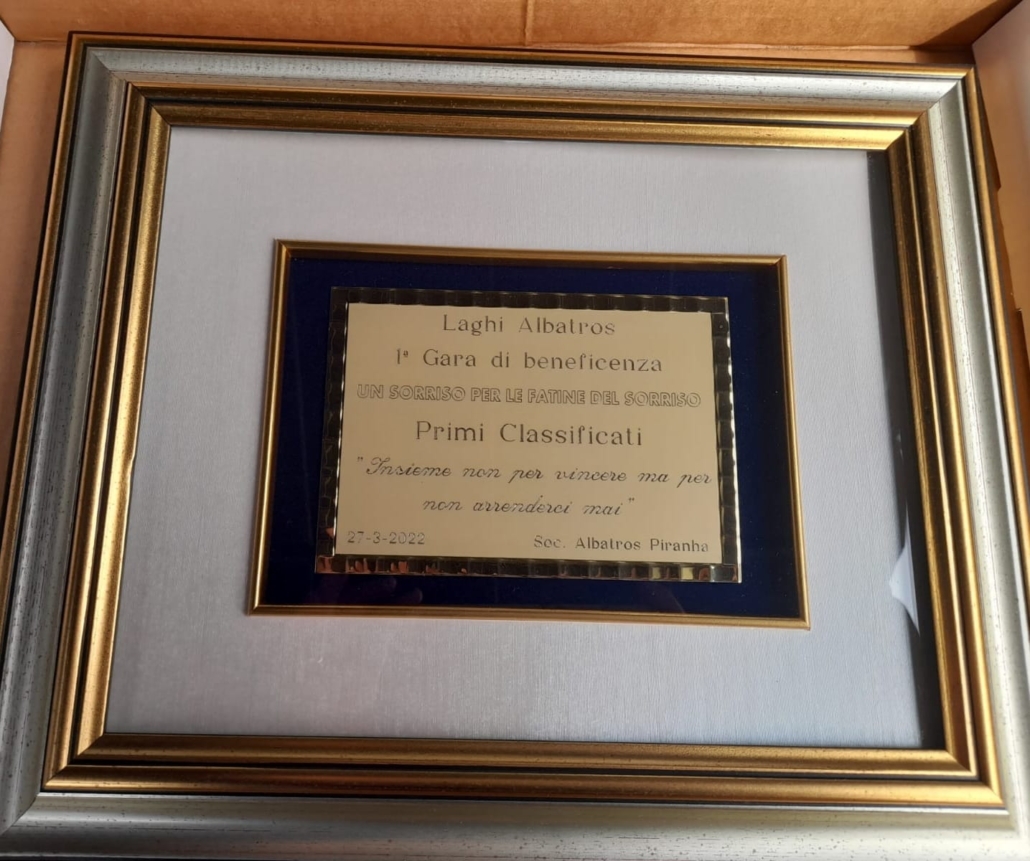 Laghi Albatros
1ª Gara di beneficenza
UN SORRISO PER LE FATINE DEL SORRISO
Primi Classificati
"Insieme non per vincere ma per
non arrenderci mai"
27-3-2022 Soc. Albatros Piranha